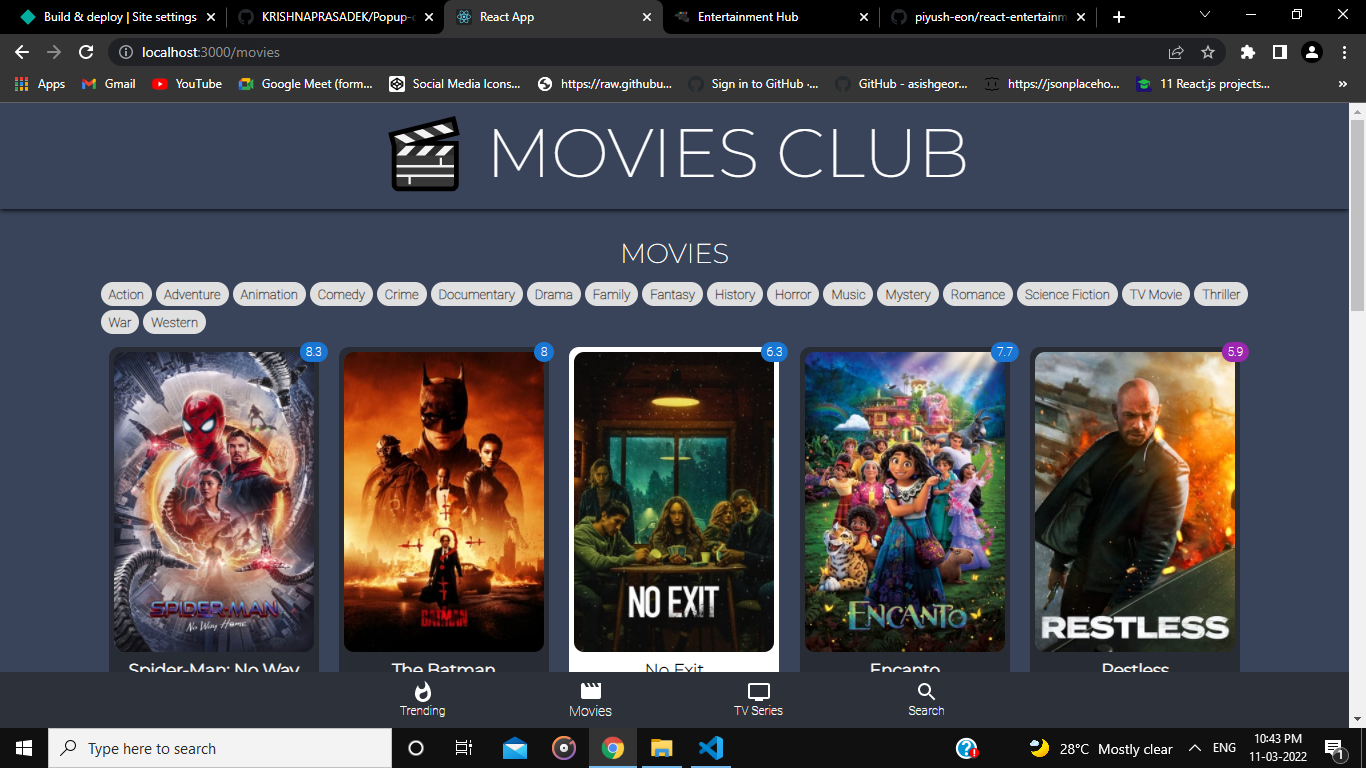 Build & deploy | Site settings
KRISHNAPRASADEK/Popup-c
React App
Entertainment Hub
piyush-eon/react-entertainm
localhost:3000/movies
Apps
Gmail
YouTube
Google Meet (form...
Social Media Icons...
https://raw.githubu...
Sign in to GitHub ·...
GitHub - asishgeor...
https://jsonplaceho...
11 React.js projects...
»
MOVIES CLUB
MOVIES
Action Adventure Animation Comedy Crime Documentary Drama Family Fantasy History Horror Music Mystery Romance Science Fiction TV Movie Thriller
War Western
8.3
8
6.3
7.7
5.9
SPIDER-MAN
No Way Home
THE BATMAN
NO EXIT
ENCANTO
RESTLESS
Spider-Man: No Way
The Batman
No Exit
Encanto
Restless
Trending
Movies
TV Series
Search
Type here to search
28°C Mostly clear
ENG
10:43 PM
11-03-2022
1